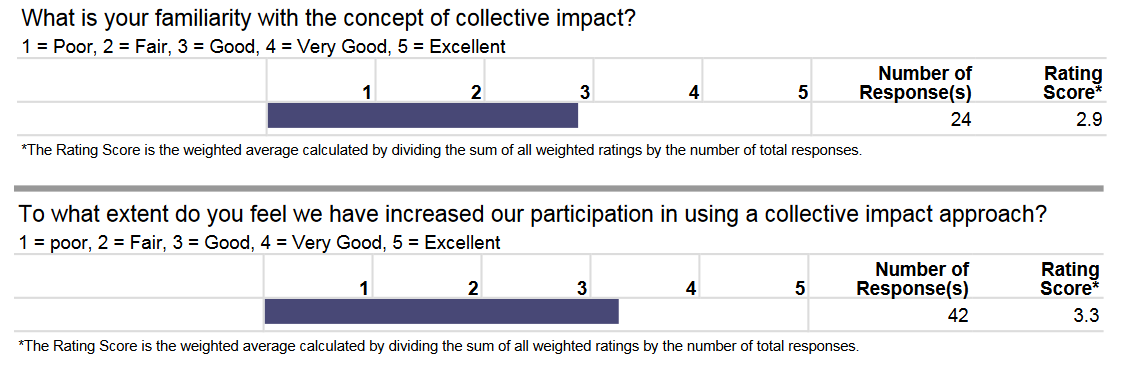 What is your familiarity with the concept of collective impact?
1 = Poor, 2 = Fair, 3 = Good, 4 = Very Good, 5 = Excellent
1 2 3 4 5 Number of Response(s) Rating Score*
24 2.9
*The Rating Score is the weighted average calculated by dividing the sum of all weighted ratings by the number of total responses.
To what extent do you feel we have increased our participation in using a collective impact approach?
1 = poor, 2 = Fair, 3 = Good, 4 = Very Good, 5 = Excellent
1 2 3 4 5 Number of Response(s) Rating Score*
42 3.3
*The Rating Score is the weighted average calculated by dividing the sum of all weighted ratings by the number of total responses.